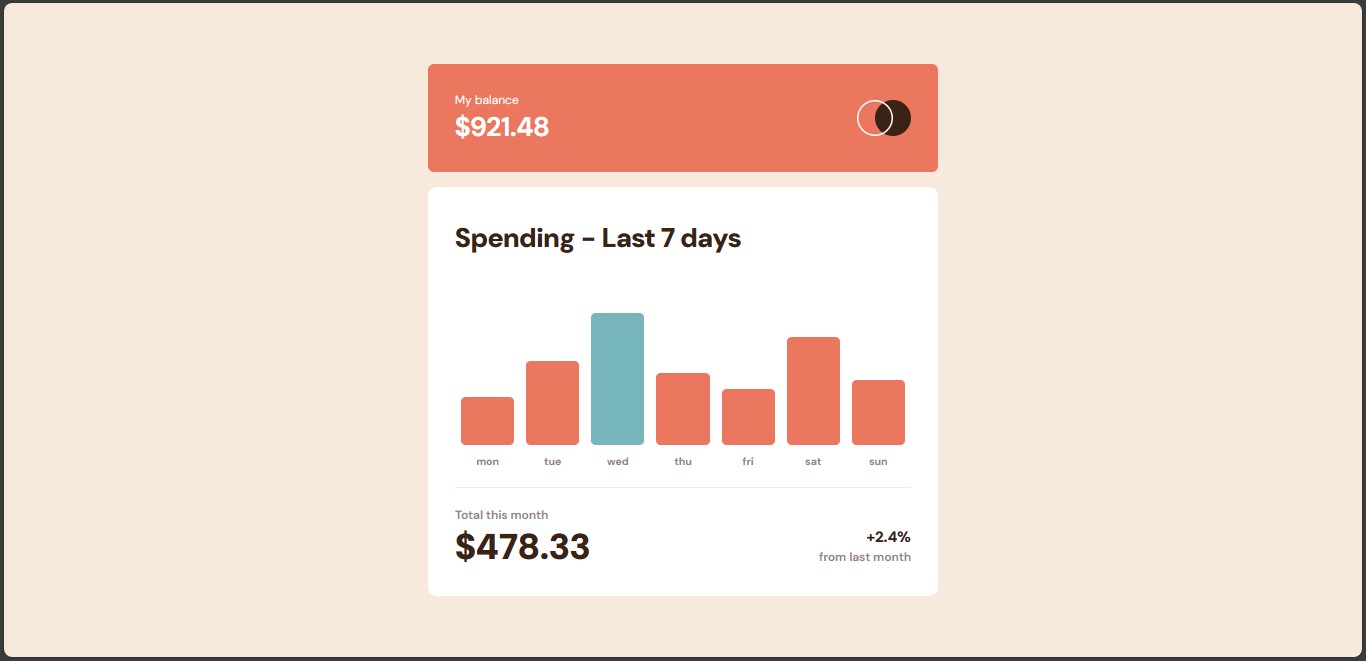 My balance
$921.48
Spending - Last 7 days
mon tue wed thu fri sat sun
Total this month
$478.33
+2.4%
from last month